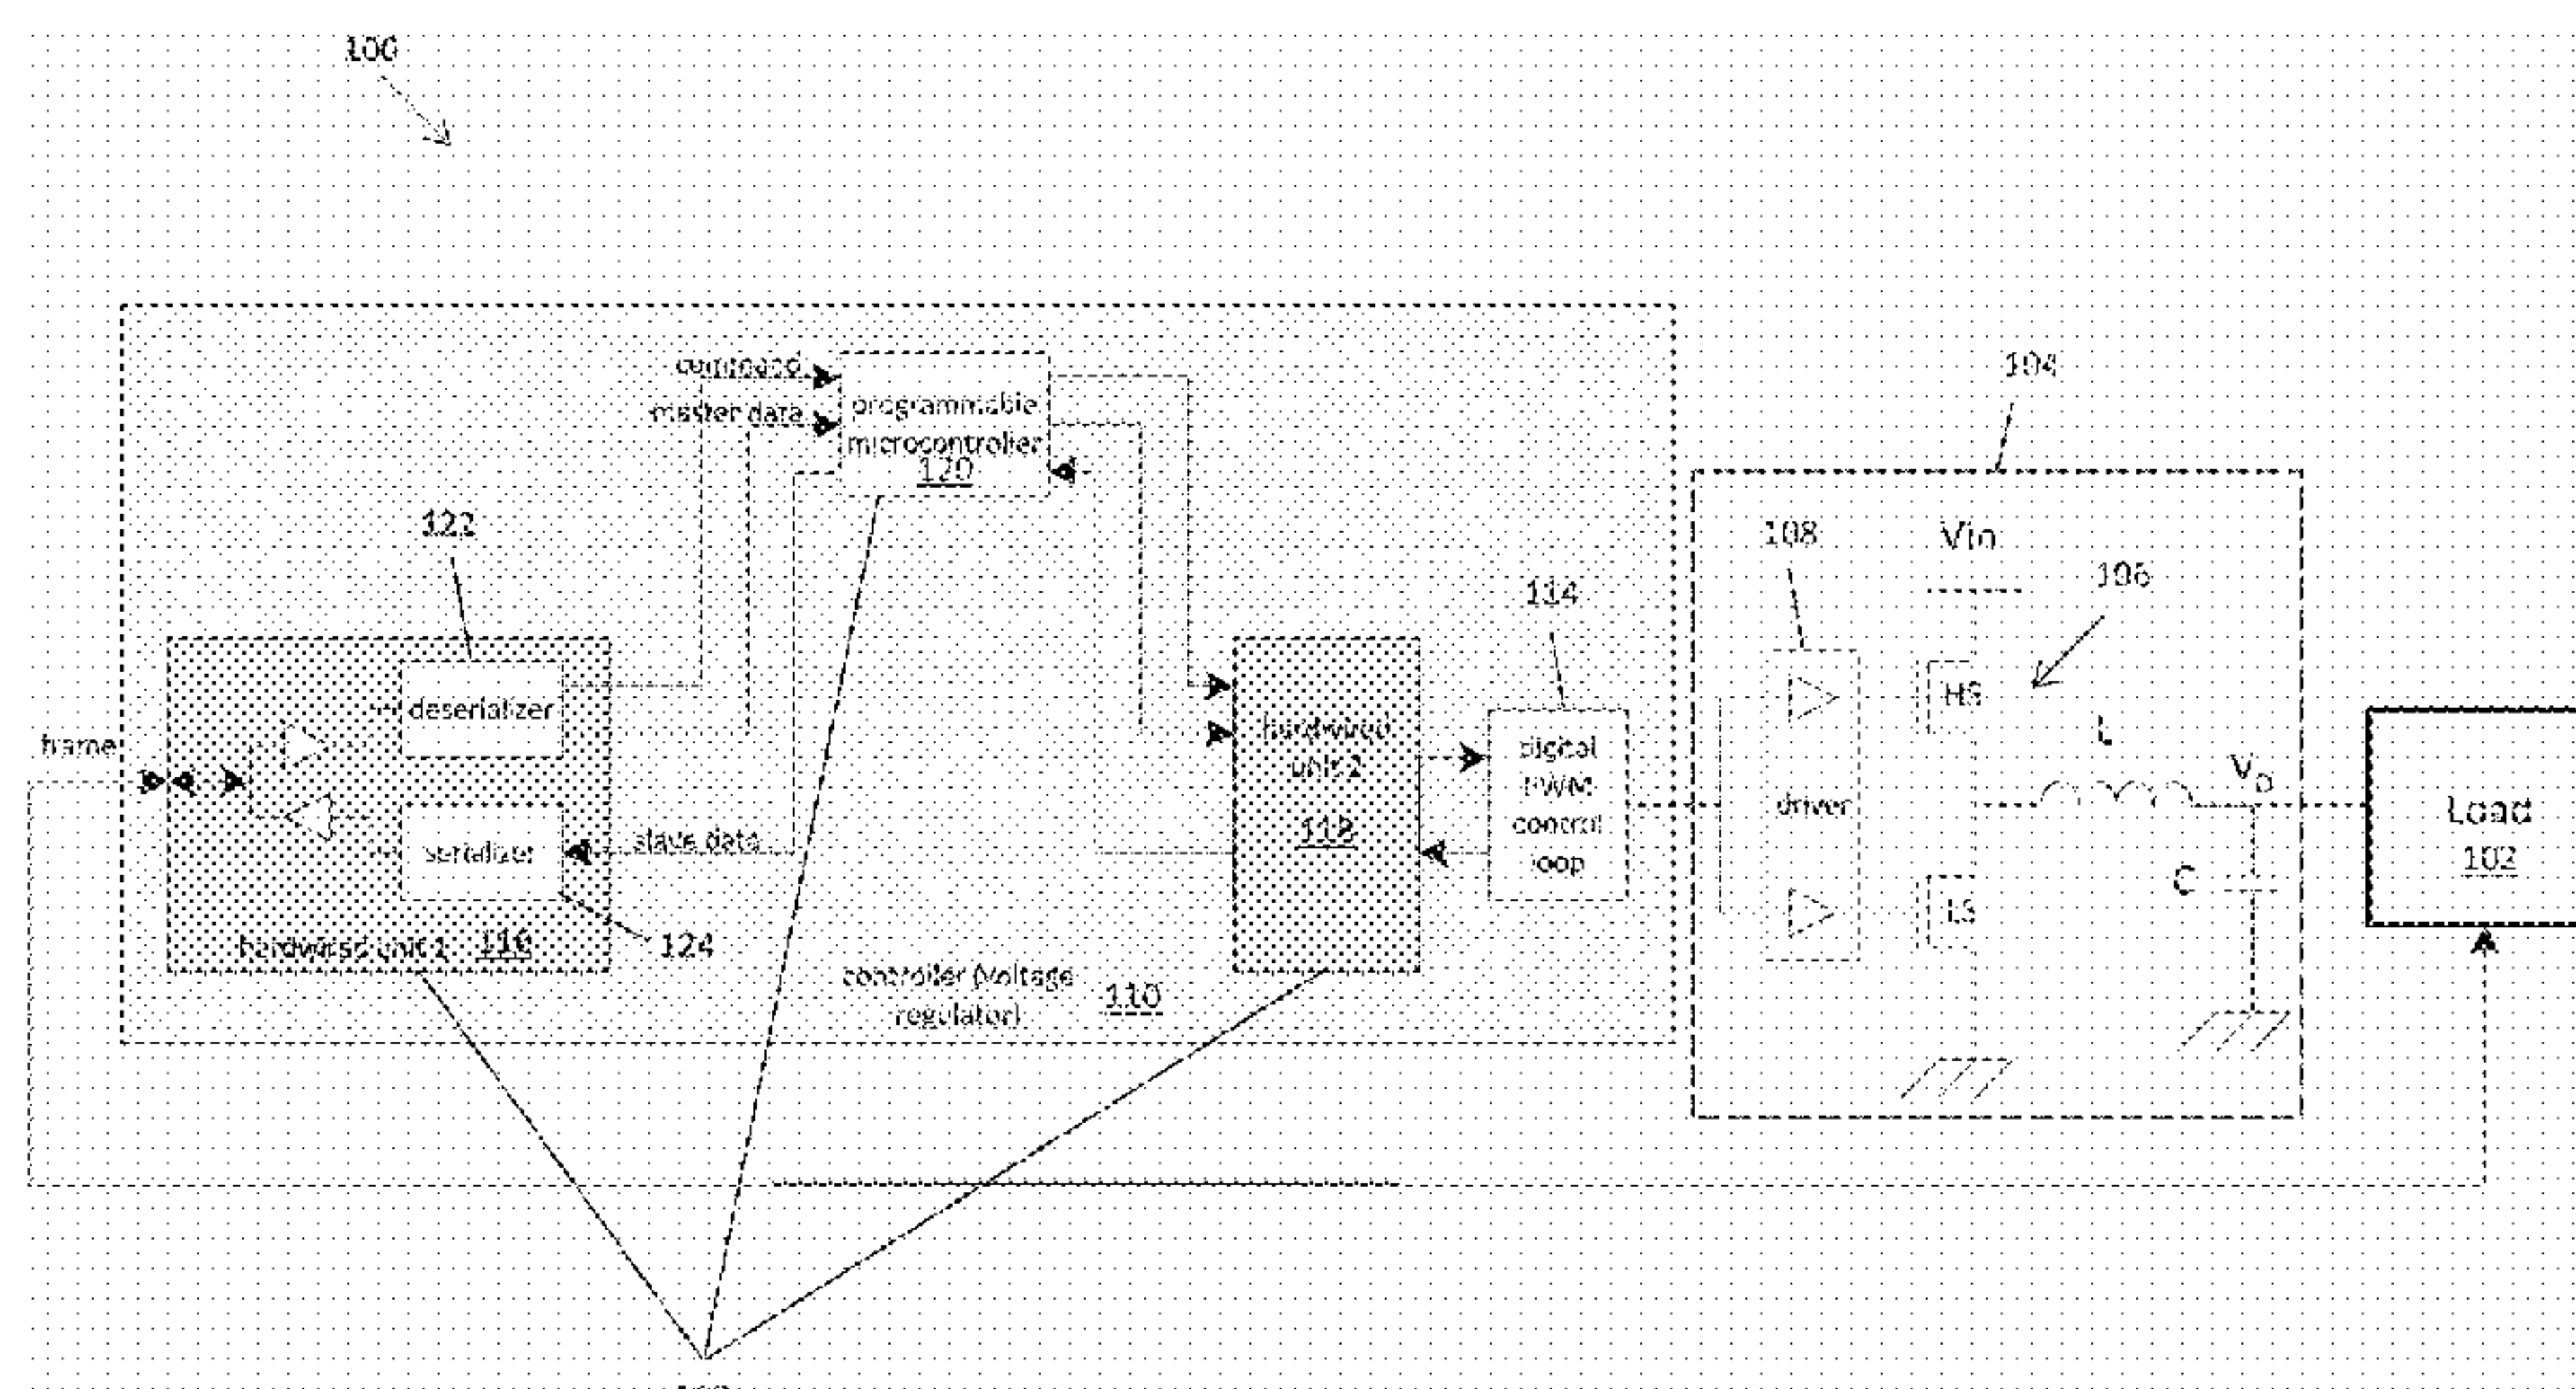 100
104
command
master data
programmable
microcontroller
120
122
108
Vin
106
114
deserializer
frame
hardwired
unit 2
118
digital
PWM
control
loop
HS
L
VO
driver
Load
102
slave data
serializer
C
LS
hardwired unit 1 116
124
controller (voltage
regulator)
110